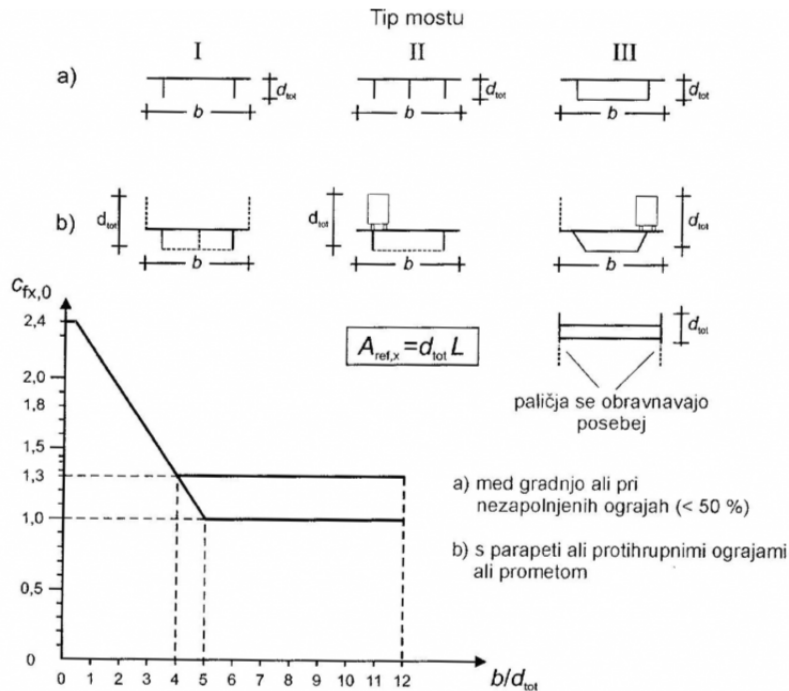 Tip mostu
I II III
a)
d_tot d_tot d_tot
b b b
b)
d_tot d_tot d_tot
b b b
c_fx,0
2,4
2,0
1,8
1,5
1,3
1,0
0,5
0
0 1 2 3 4 5 6 7 8 9 10 11 12
b/d_tot
A_ref,x = d_tot L
d_tot
paličja se obravnavajo
posebej
a) med gradnjo ali pri
nezapolnjenih ograjah (< 50 %)
b) s parapeti ali protihrupnimi ograjami
ali prometom